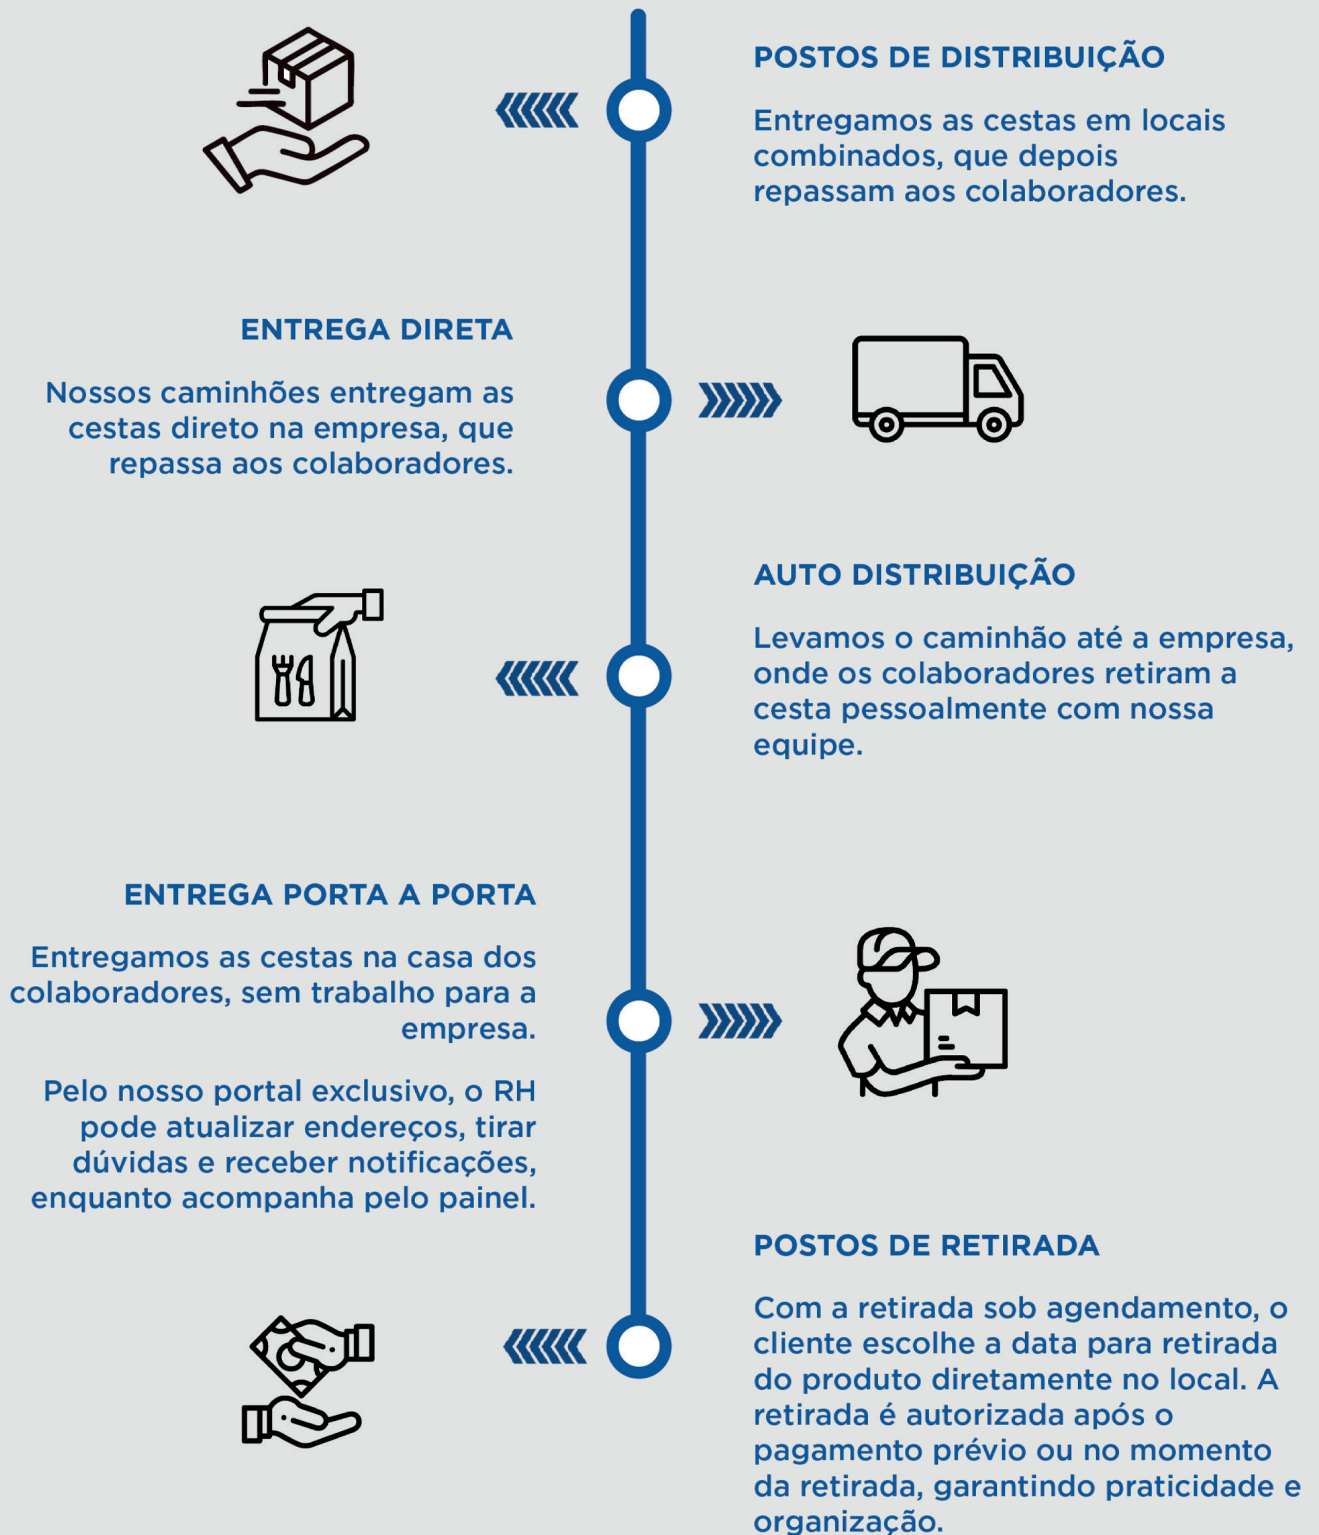 POSTOS DE DISTRIBUIÇÃO
Entregamos as cestas em locais
combinados, que depois
repassam aos colaboradores.
ENTREGA DIRETA
Nossos caminhões entregam as
cestas direto na empresa, que
repassa aos colaboradores.
AUTO DISTRIBUIÇÃO
Levamos o caminhão até a empresa,
onde os colaboradores retiram a
cesta pessoalmente com nossa
equipe.
ENTREGA PORTA A PORTA
Entregamos as cestas na casa dos
colaboradores, sem trabalho para a
empresa.
Pelo nosso portal exclusivo, o RH
pode atualizar endereços, tirar
dúvidas e receber notificações,
enquanto acompanha pelo painel.
POSTOS DE RETIRADA
Com a retirada sob agendamento, o
cliente escolhe a data para retirada
do produto diretamente no local. A
retirada é autorizada após o
pagamento prévio ou no momento
da retirada, garantindo praticidade e
organização.